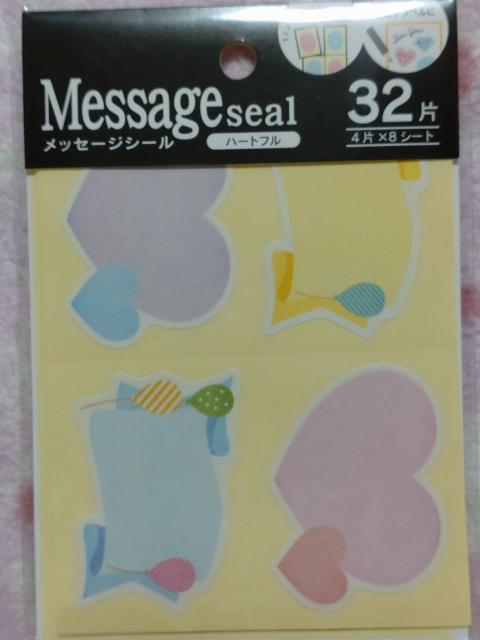 Message seal
メッセージシール
ハートフル
32片
4片×8シート